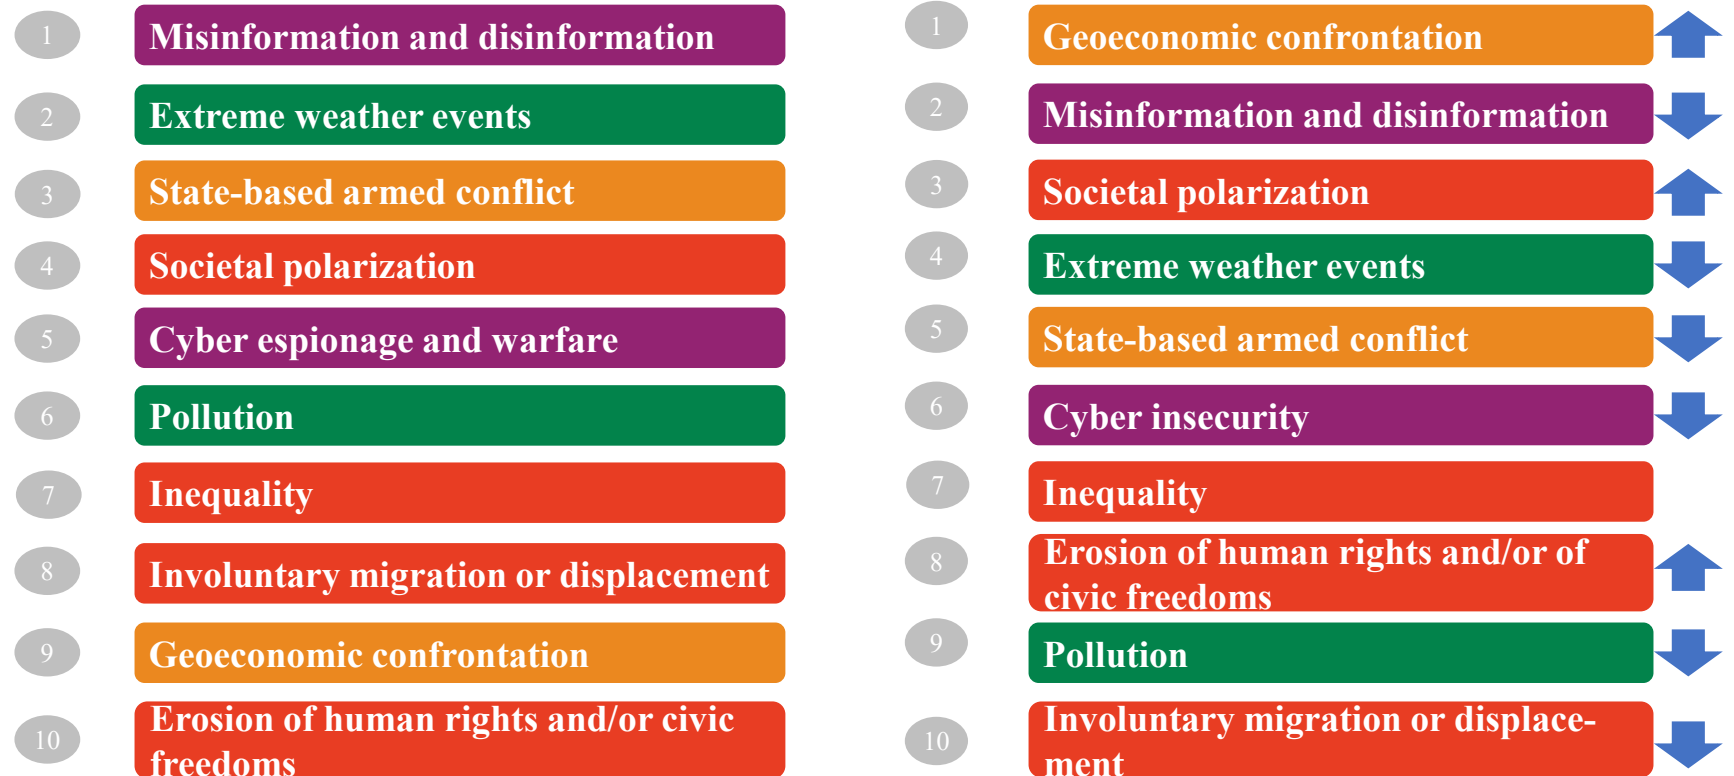 1
Misinformation and disinformation
2
Extreme weather events
3
State-based armed conflict
4
Societal polarization
5
Cyber espionage and warfare
6
Pollution
7
Inequality
8
Involuntary migration or displacement
9
Geoeconomic confrontation
10
Erosion of human rights and/or civic
freedoms
1
Geoeconomic confrontation
2
Misinformation and disinformation
3
Societal polarization
4
Extreme weather events
5
State-based armed conflict
6
Cyber insecurity
7
Inequality
8
Erosion of human rights and/or of
civic freedoms
9
Pollution
10
Involuntary migration or displace-
ment